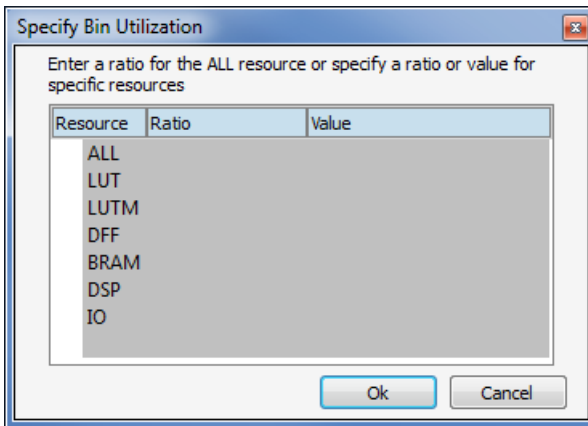 Specify Bin Utilization
Enter a ratio for the ALL resource or specify a ratio or value for
specific resources
Resource Ratio Value
ALL
LUT
LUTM
DFF
BRAM
DSP
IO
Ok Cancel